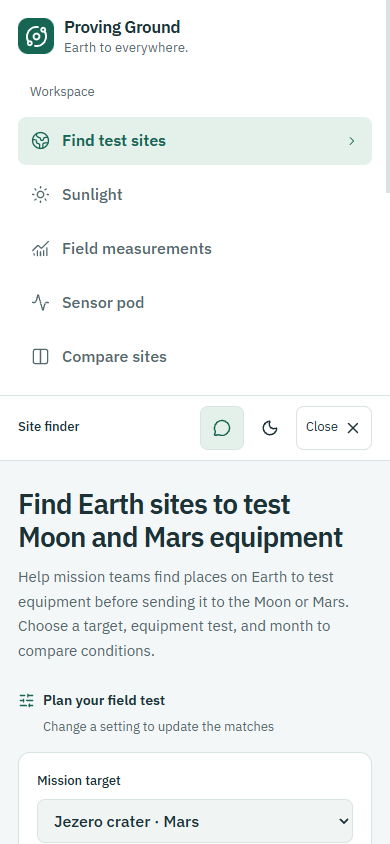 Proving Ground
Earth to everywhere.
Workspace
Find test sites
Sunlight
Field measurements
Sensor pod
Compare sites
Site finder
Close
Find Earth sites to test
Moon and Mars equipment
Help mission teams find places on Earth to test
equipment before sending it to the Moon or Mars.
Choose a target, equipment test, and month to
compare conditions.
Plan your field test
Change a setting to update the matches
Mission target
Jezero crater · Mars